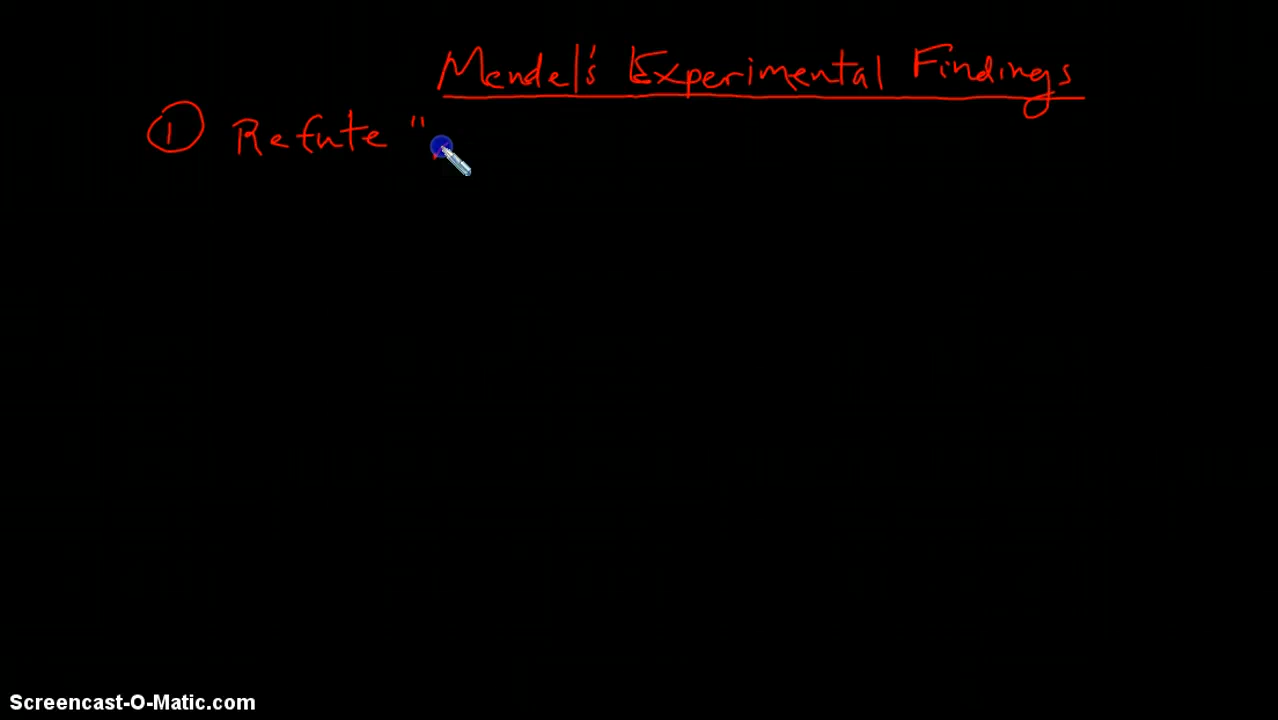 Mendel's Experimental Findings
① Refute "
Screencast-O-Matic.com